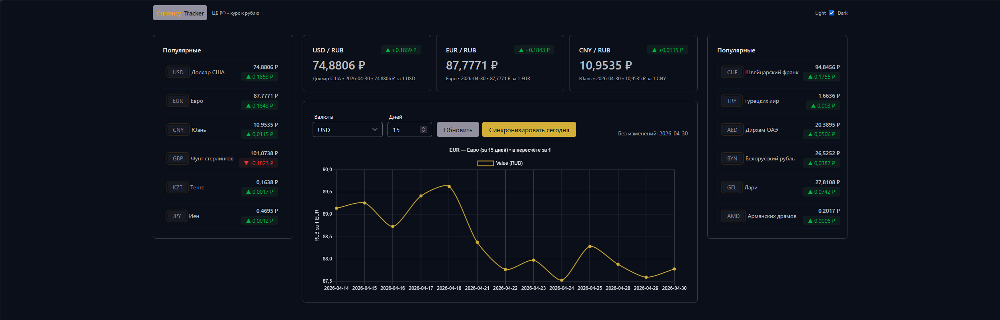 Currency Tracker ЦБ РФ • курс к рублю
Light Dark
Популярные
USD Доллар США 74,8806 ₽
▲ 0,1859 ₽
EUR Евро 87,7771 ₽
▲ 0,1843 ₽
CNY Юань 10,9535 ₽
▲ 0,0115 ₽
GBP Фунт стерлингов 101,0738 ₽
▼ -0,1823 ₽
KZT Тенге 0,1638 ₽
▲ 0,0017 ₽
JPY Иен 0,4695 ₽
▲ 0,0012 ₽
USD / RUB ▲ +0,1859 ₽
74,8806 ₽
Доллар США • 2026-04-30 • 74,8806 ₽ за 1 USD
EUR / RUB ▲ +0,1843 ₽
87,7771 ₽
Евро • 2026-04-30 • 87,7771 ₽ за 1 EUR
CNY / RUB ▲ +0,0115 ₽
10,9535 ₽
Юань • 2026-04-30 • 10,9535 ₽ за 1 CNY
Валюта Дней
USD 15 Обновить Синхронизировать сегодня
Без изменений: 2026-04-30
EUR — Евро (за 15 дней) • в пересчёте за 1
Value (RUB)
RUB за 1 EUR
90,0
89,5
89,0
88,5
88,0
87,5
2026-04-14 2026-04-15 2026-04-16 2026-04-17 2026-04-18 2026-04-21 2026-04-22 2026-04-23 2026-04-24 2026-04-25 2026-04-28 2026-04-29 2026-04-30
Популярные
CHF Швейцарский франк 94,8456 ₽
▲ 0,1755 ₽
TRY Турецких лир 1,6636 ₽
▲ 0,003 ₽
AED Дирхам ОАЭ 20,3895 ₽
▲ 0,0506 ₽
BYN Белорусский рубль 26,5252 ₽
▲ 0,0387 ₽
GEL Лари 27,8108 ₽
▲ 0,0742 ₽
AMD Армянских драмов 0,2017 ₽
▲ 0,0006 ₽